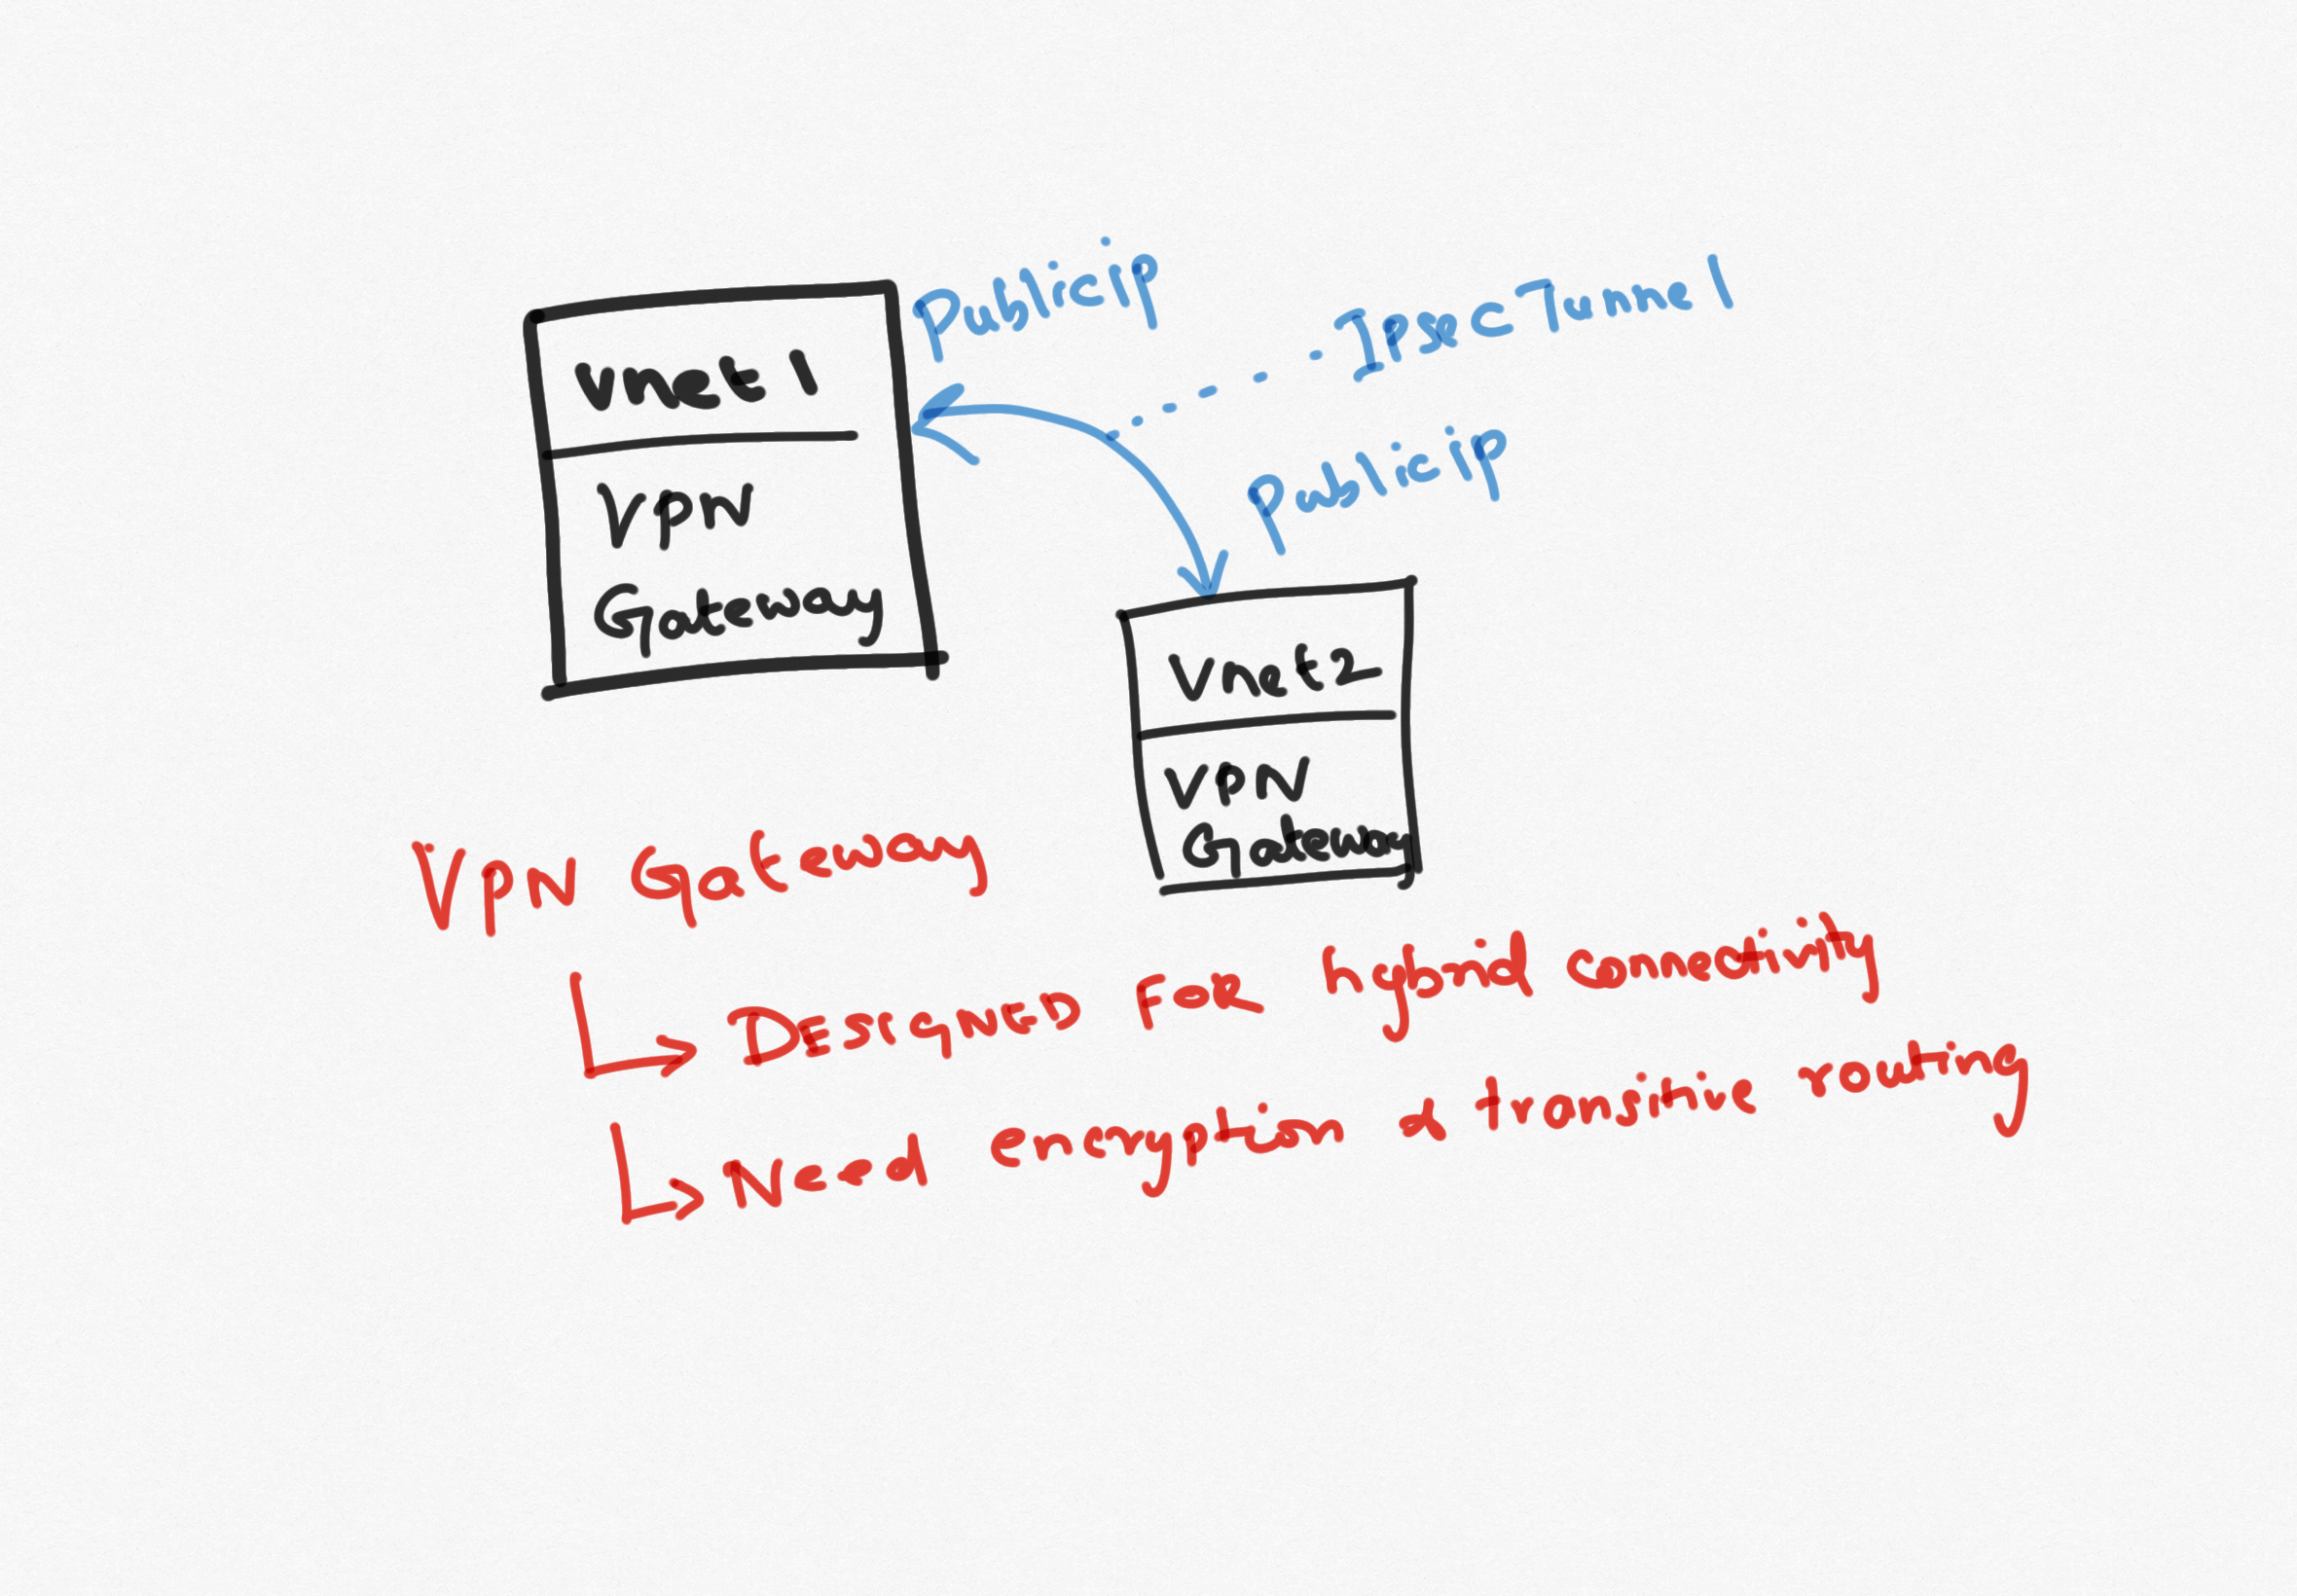 Publicip
IpsecTunnel
vnet1
VPN
Gateway
Publicip
Vnet2
VPN
Gateway
VPN Gateway
DESIGNED FOR hybrid connectivity
Need encryption & transitive routing